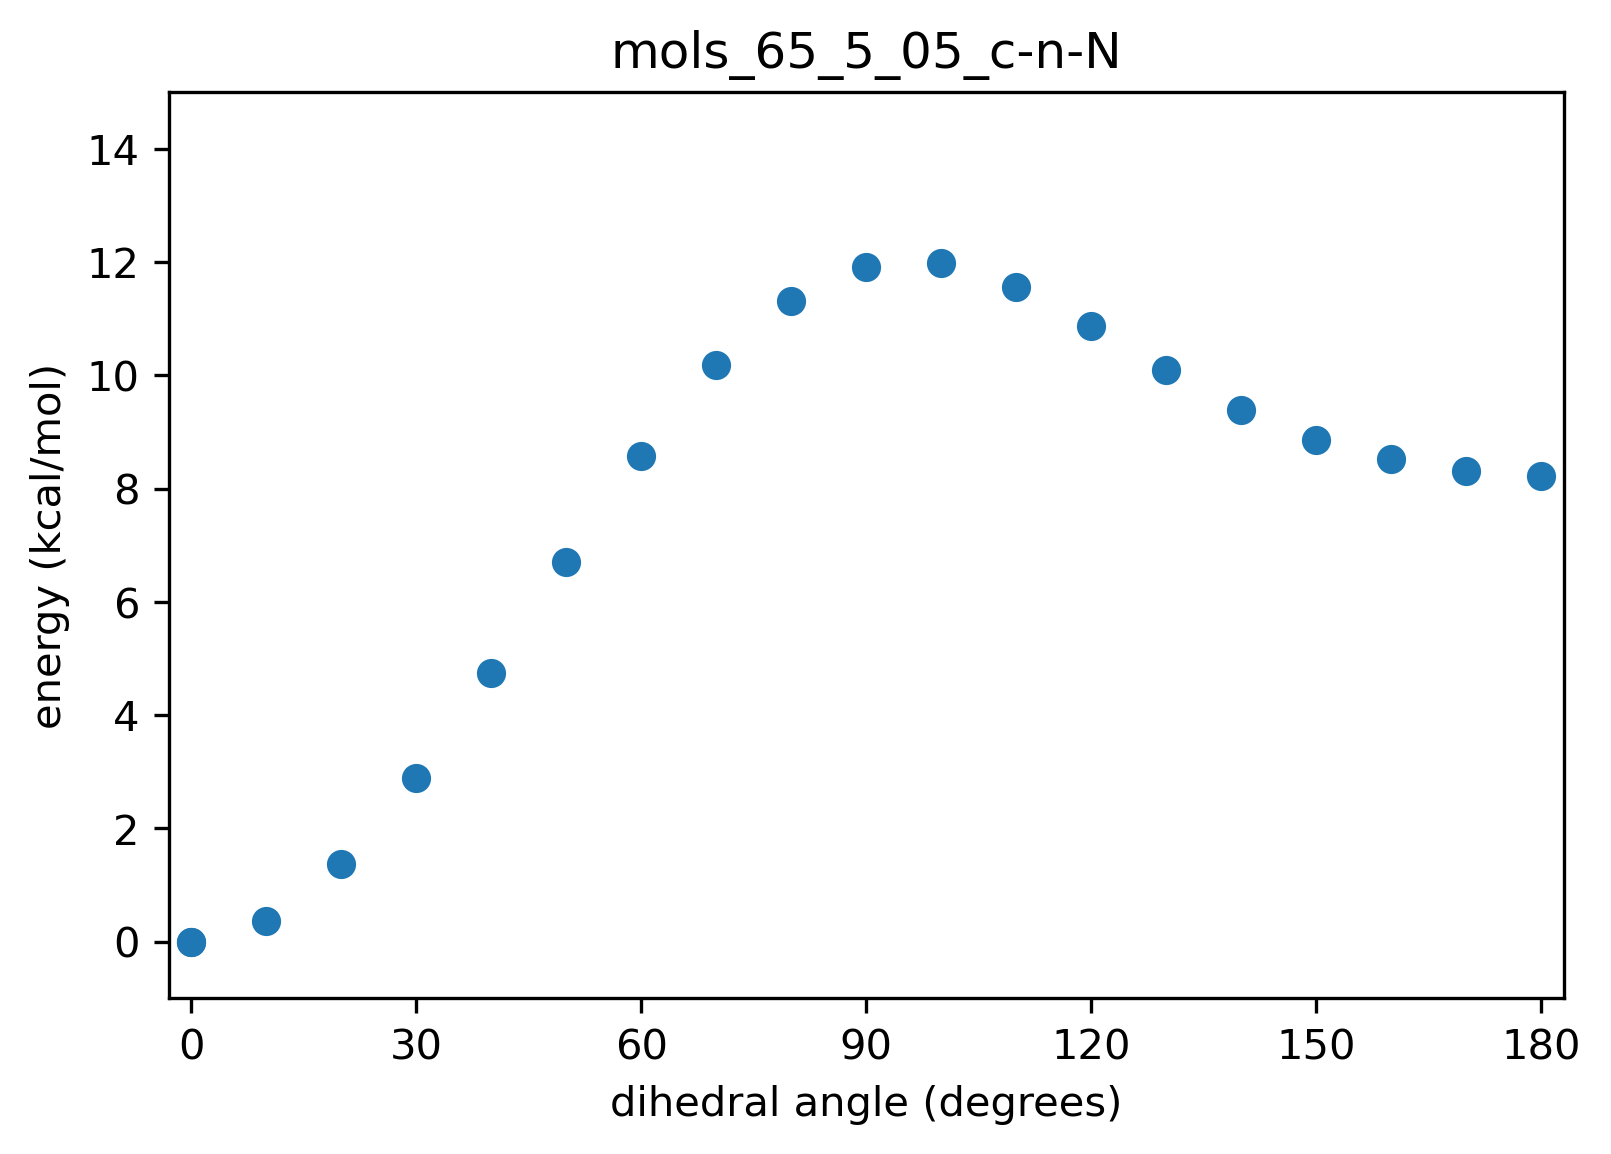 mols_65_5_05_c-n-N
14
12
10
8
6
4
2
0
energy (kcal/mol)
0 30 60 90 120 150 180
dihedral angle (degrees)